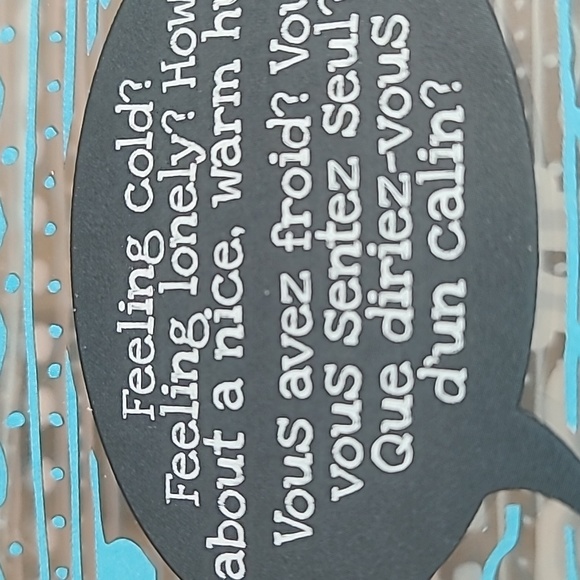 Feeling cold?
Feeling lonely? How
about a nice, warm
Vous avez froid? Vou
vous sentez seul?
Que diriez-vous
d'un calin?